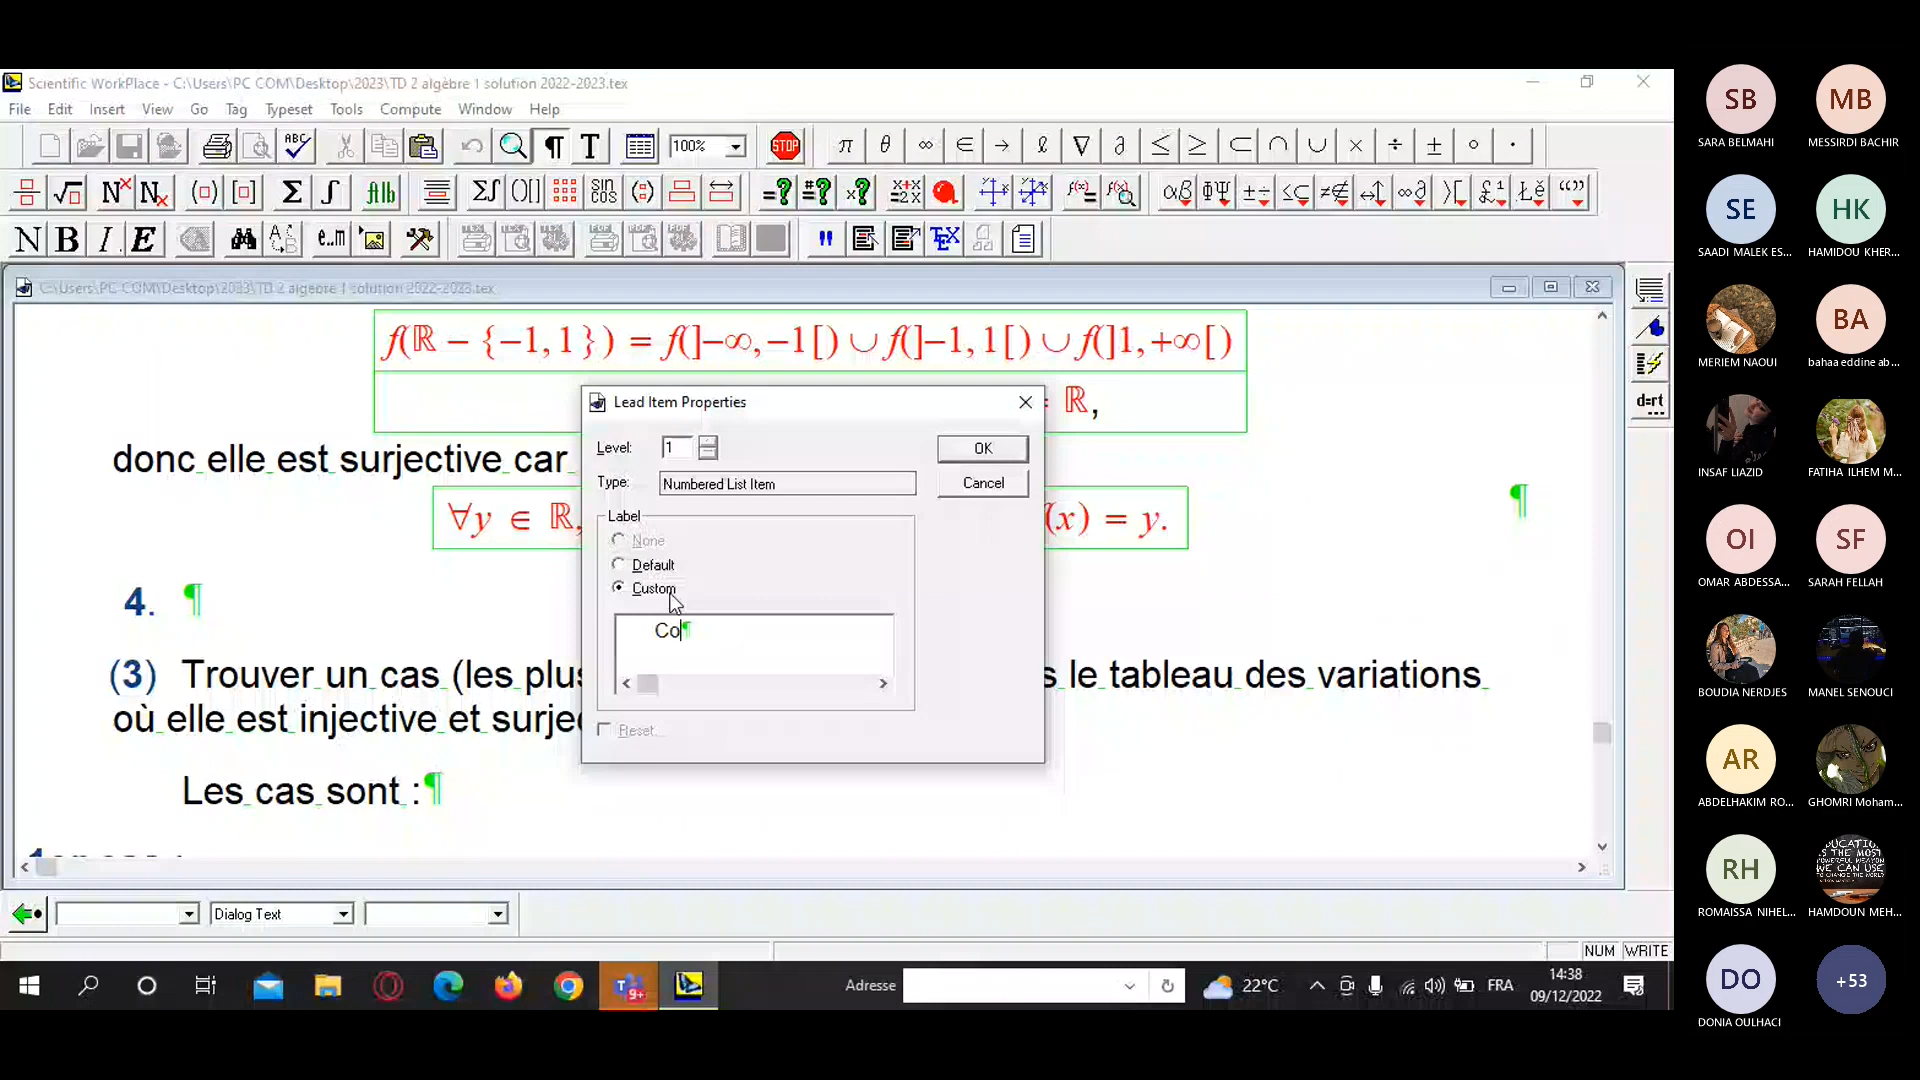 Scientific WorkPlace - C:\Users\PC COM\Desktop\2023\TD 2 algèbre 1 solution 2022-2023.tex
File Edit Insert View Go Tag Typeset Tools Compute Window Help
100% STOP π θ ∞ ∈ → ℓ ∇ ∂ ≤ ≥ ⊂ ∩ ∪ × ÷ ± ∘ ·
N B I E
C:\Users\PC COM\Desktop\2023\TD 2 algèbre 1 solution 2022-2023.tex
f(ℝ − {−1,1}) = f(]−∞,−1[) ∪ f(]−1,1[) ∪ f(]1,+∞[)
= ℝ,
donc elle est surjective car
∀y ∈ ℝ, (x) = y.
4. ¶
(3) Trouver un cas (les plus s le tableau des variations
où elle est injective et surje
Les cas sont :¶
Lead Item Properties
Level: 1
OK
Type: Numbered List Item
Cancel
Label
None
Default
Custom
Co¶
Reset...
Dialog Text
NUM WRITE
Adresse
22°C
FRA
14:38
09/12/2022
9+
SB
SARA BELMAHI
MB
MESSIRDI BACHIR
SE
SAADI MALEK ES...
HK
HAMIDOU KHER...
MERIEM NAOUI
BA
bahaa eddine ab...
INSAF LIAZID
FATIHA ILHEM M...
OI
OMAR ABDESSA...
SF
SARAH FELLAH
BOUDIA NERDJES
MANEL SENOUCI
AR
ABDELHAKIM RO...
GHOMRI Moham...
RH
ROMAISSA NIHEL...
HAMDOUN MEH...
DO
DONIA OULHACI
+53